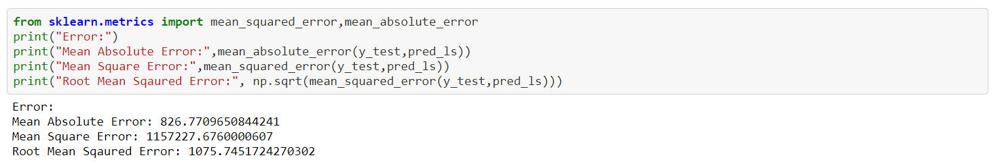 from sklearn.metrics import mean_squared_error,mean_absolute_error
print("Error:")
print("Mean Absolute Error:",mean_absolute_error(y_test,pred_ls))
print("Mean Square Error:",mean_squared_error(y_test,pred_ls))
print("Root Mean Sqaured Error:", np.sqrt(mean_squared_error(y_test,pred_ls)))
Error:
Mean Absolute Error: 826.7709650844241
Mean Square Error: 1157227.6760000607
Root Mean Sqaured Error: 1075.7451724270302